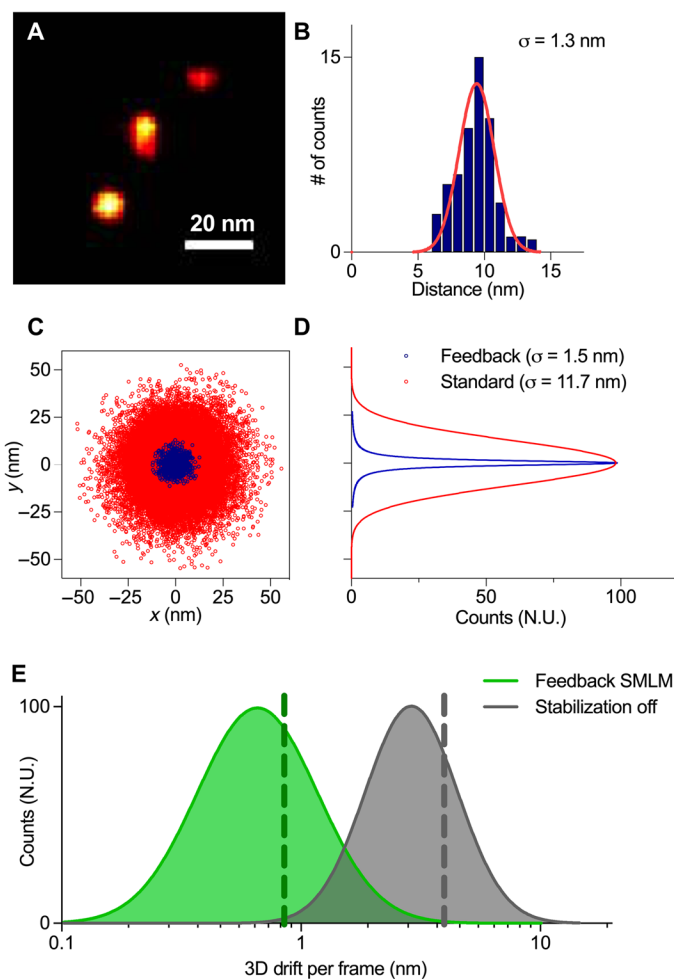 A
20 nm
B
σ = 1.3 nm
15
# of counts
0
0
5
10
15
Distance (nm)
C
50
25
0
–25
–50
y (nm)
–50
–25
0
25
50
x (nm)
D
Feedback (σ = 1.5 nm)
Standard (σ = 11.7 nm)
0
50
100
Counts (N.U.)
E
Feedback SMLM
Stabilization off
100
Counts (N.U.)
0
0.1
1
10
3D drift per frame (nm)